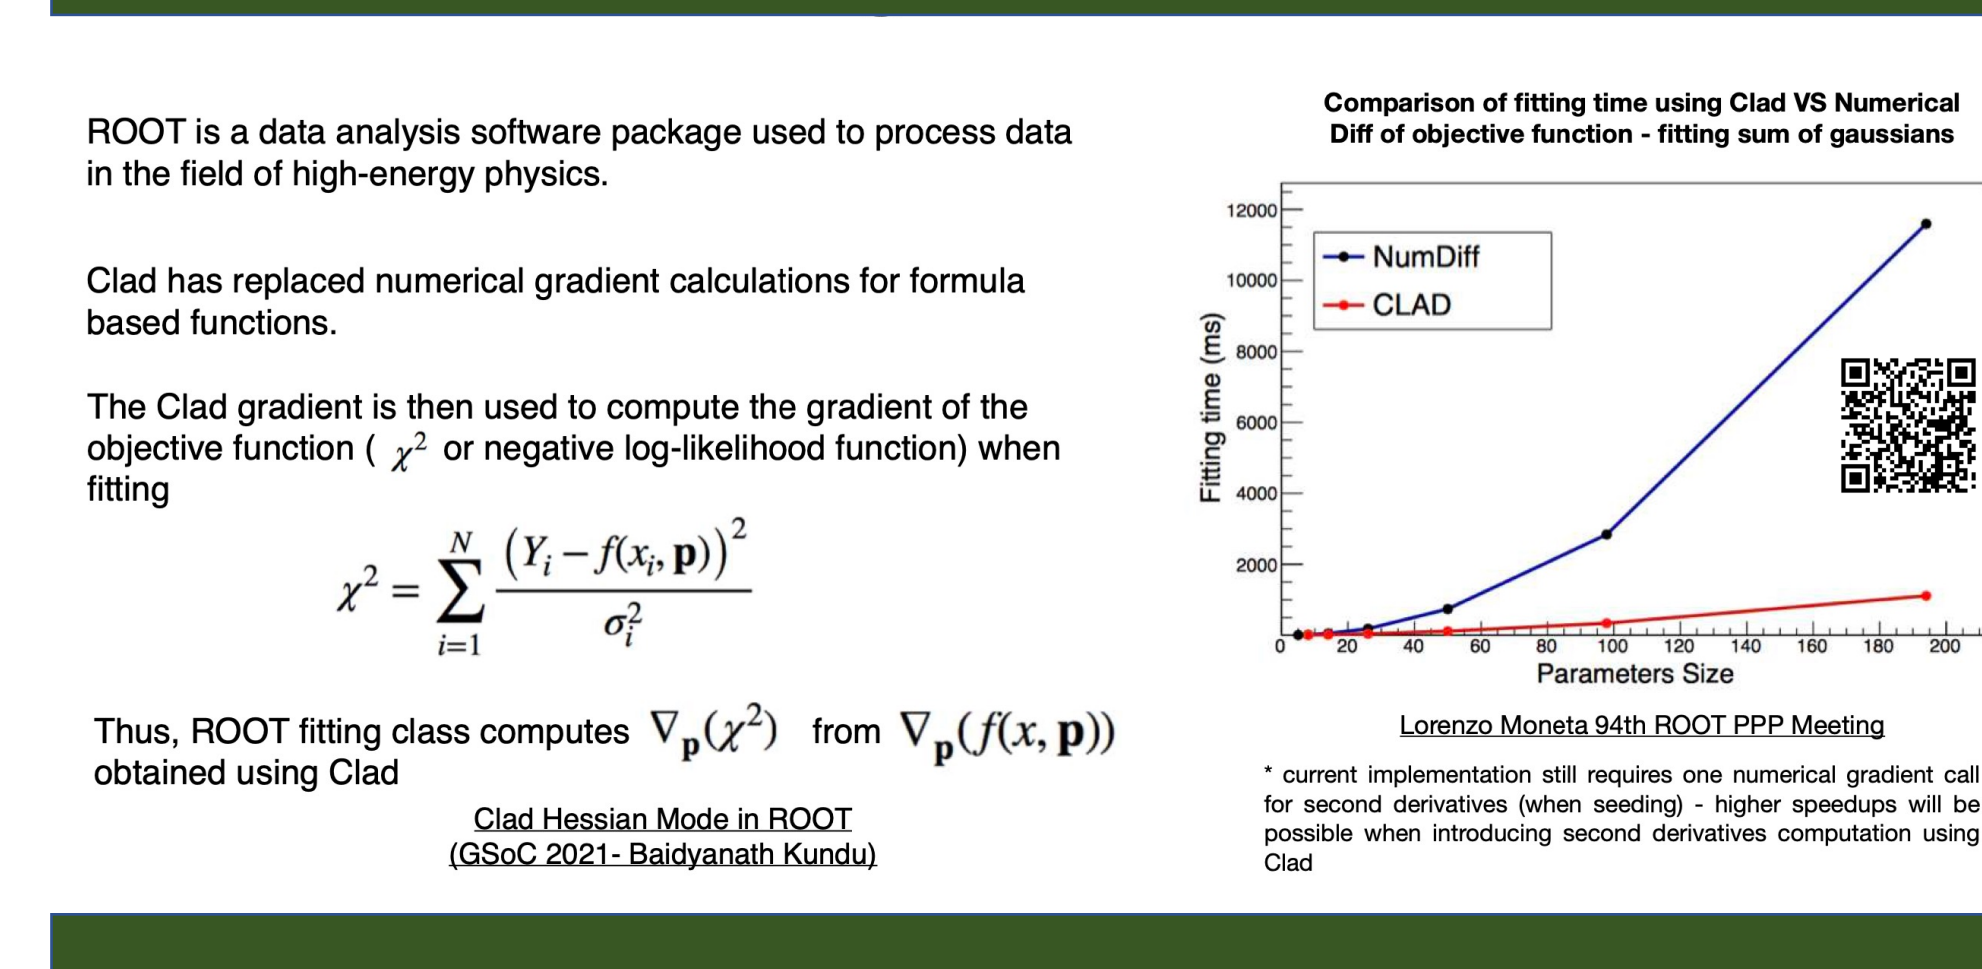 ROOT is a data analysis software package used to process data
in the field of high-energy physics.
Clad has replaced numerical gradient calculations for formula
based functions.
The Clad gradient is then used to compute the gradient of the
objective function ( χ² or negative log-likelihood function) when
fitting
χ² = ∑_{i=1}^{N} (Y_i − f(x_i, p))² / σ_i²
Thus, ROOT fitting class computes ∇_p(χ²) from ∇_p(f(x, p))
obtained using Clad
Clad Hessian Mode in ROOT
(GSoC 2021- Baidyanath Kundu)
Comparison of fitting time using Clad VS Numerical
Diff of objective function - fitting sum of gaussians
12000
10000
8000
6000
4000
2000
Fitting time (ms)
NumDiff
CLAD
0 20 40 60 80 100 120 140 160 180 200
Parameters Size
Lorenzo Moneta 94th ROOT PPP Meeting
* current implementation still requires one numerical gradient call
for second derivatives (when seeding) - higher speedups will be
possible when introducing second derivatives computation using
Clad